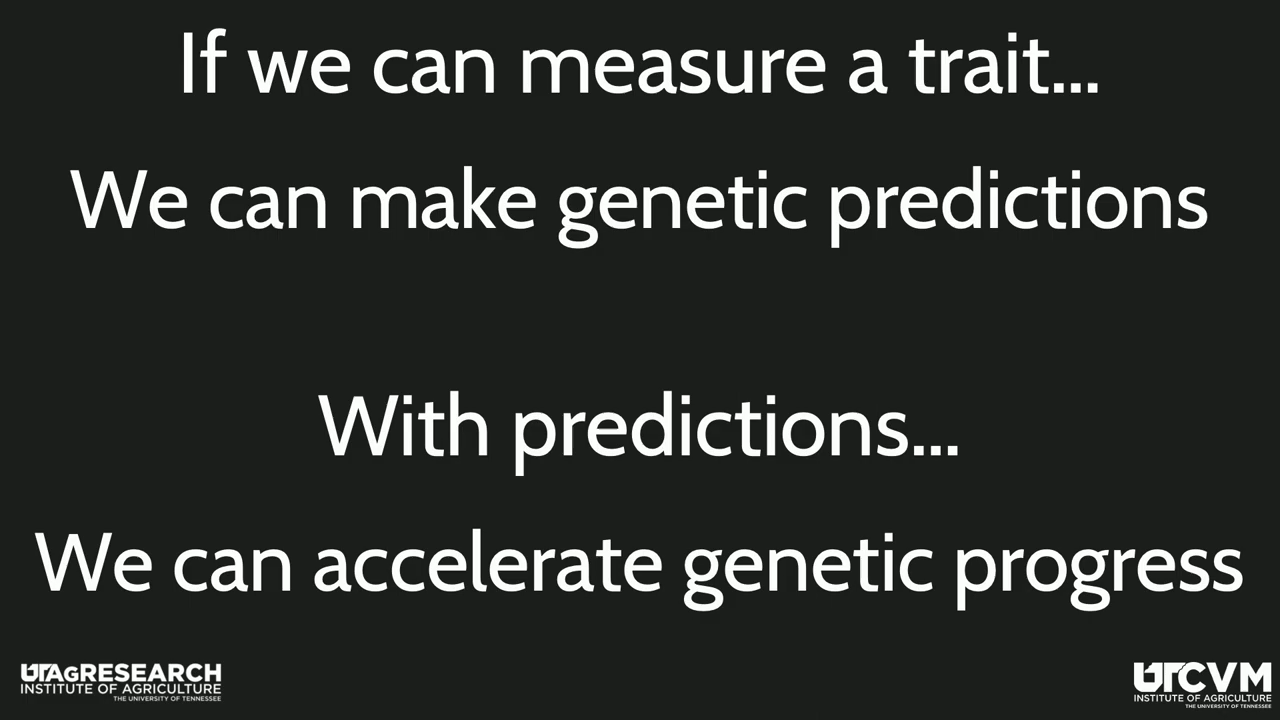 If we can measure a trait...
We can make genetic predictions
With predictions...
We can accelerate genetic progress
UTAgRESEARCH
INSTITUTE OF AGRICULTURE
THE UNIVERSITY OF TENNESSEE
UTCVM
INSTITUTE OF AGRICULTURE
THE UNIVERSITY OF TENNESSEE